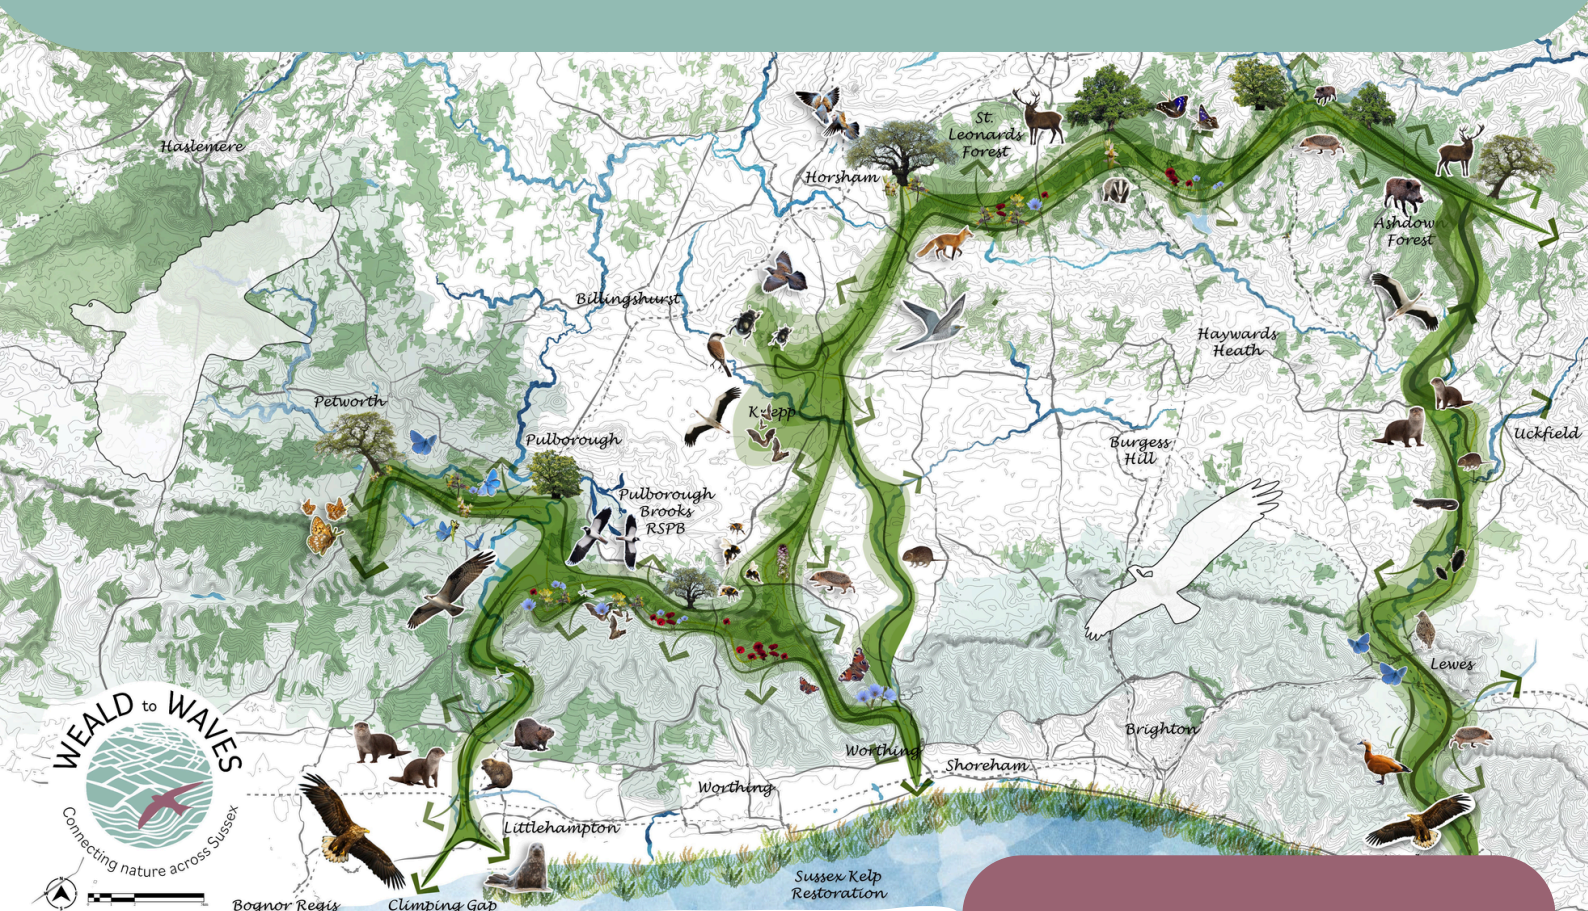 Haslemere
St.
Leonards
Forest
Horsham
Ashdown
Forest
Billingshurst
Haywards
Heath
Petworth
Knepp
Pulborough
Uckfield
Burgess
Hill
Pulborough
Brooks
RSPB
Lewes
WEALD to WAVES
Connecting nature across Sussex
Brighton
Worthing
Shoreham
Worthing
Littlehampton
Sussex Kelp
Restoration
Bognor Regis
Climping Gap